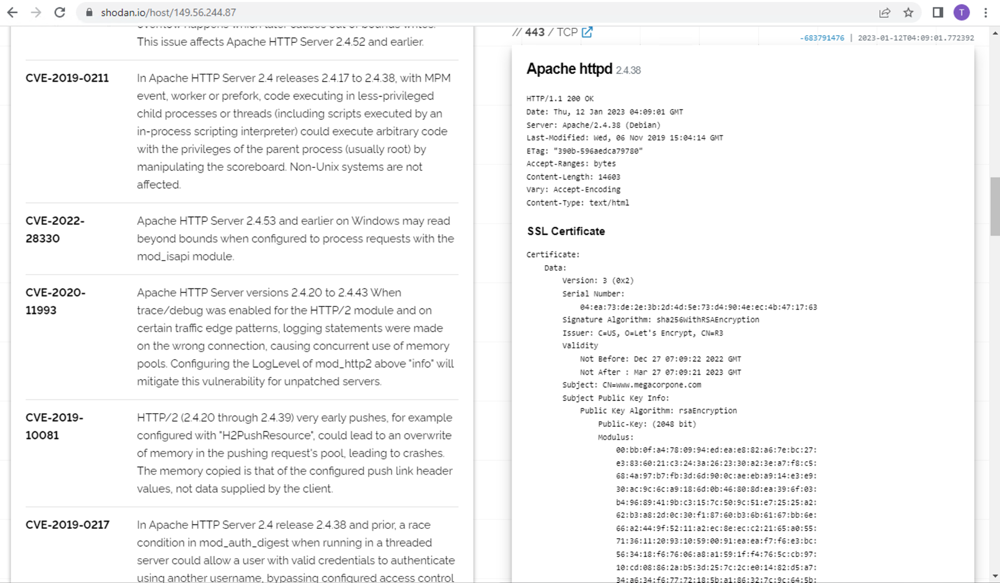 shodan.io/host/149.56.244.87
T
overflow happens which later causes out of bounds writes.
This issue affects Apache HTTP Server 2.4.52 and earlier.
CVE-2019-0211
In Apache HTTP Server 2.4 releases 2.4.17 to 2.4.38, with MPM
event, worker or prefork, code executing in less-privileged
child processes or threads (including scripts executed by an
in-process scripting interpreter) could execute arbitrary code
with the privileges of the parent process (usually root) by
manipulating the scoreboard. Non-Unix systems are not
affected.
CVE-2022-
28330
Apache HTTP Server 2.4.53 and earlier on Windows may read
beyond bounds when configured to process requests with the
mod_isapi module.
CVE-2020-
11993
Apache HTTP Server versions 2.4.20 to 2.4.43 When
trace/debug was enabled for the HTTP/2 module and on
certain traffic edge patterns, logging statements were made
on the wrong connection, causing concurrent use of memory
pools. Configuring the LogLevel of mod_http2 above "info" will
mitigate this vulnerability for unpatched servers.
CVE-2019-
10081
HTTP/2 (2.4.20 through 2.4.39) very early pushes, for example
configured with "H2PushResource", could lead to an overwrite
of memory in the pushing request's pool, leading to crashes.
The memory copied is that of the configured push link header
values, not data supplied by the client.
CVE-2019-0217
In Apache HTTP Server 2.4 release 2.4.38 and prior, a race
condition in mod_auth_digest when running in a threaded
server could allow a user with valid credentials to authenticate
using another username, bypassing configured access control
// 443 / TCP
-683791476 | 2023-01-12T04:09:01.772392
Apache httpd 2.4.38
HTTP/1.1 200 OK
Date: Thu, 12 Jan 2023 04:09:01 GMT
Server: Apache/2.4.38 (Debian)
Last-Modified: Wed, 06 Nov 2019 15:04:14 GMT
ETag: "390b-596aedca79780"
Accept-Ranges: bytes
Content-Length: 14603
Vary: Accept-Encoding
Content-Type: text/html
SSL Certificate
Certificate:
Data:
Version: 3 (0x2)
Serial Number:
04:ea:73:de:2e:3b:2d:4d:5e:73:d4:90:4e:ec:4b:47:17:63
Signature Algorithm: sha256WithRSAEncryption
Issuer: C=US, O=Let's Encrypt, CN=R3
Validity
Not Before: Dec 27 07:09:22 2022 GMT
Not After : Mar 27 07:09:21 2023 GMT
Subject: CN=www.megacorpone.com
Subject Public Key Info:
Public Key Algorithm: rsaEncryption
Public-Key: (2048 bit)
Modulus:
00:bb:0f:a4:78:09:94:ed:ea:e8:82:a6:7e:bc:27:
e3:83:60:21:c3:24:3a:26:23:30:a2:3e:a7:f8:c5:
68:4a:97:b7:fb:3d:6d:90:0c:ae:eb:a9:14:e3:e9:
30:ac:9c:6c:a9:18:6d:0b:46:80:8d:ea:39:6f:03:
b4:96:89:41:9b:c3:15:7c:50:9c:51:e7:25:25:a2:
62:b3:a8:2d:0c:30:f1:87:60:b3:6b:61:67:bb:6e:
66:a2:44:9f:52:11:a2:ec:8e:ec:c2:21:65:a0:55:
71:36:11:20:93:10:59:00:91:ea:ea:f7:f6:e3:bc:
56:34:18:f6:76:06:a8:a1:59:1f:f4:76:5c:cb:97:
10:cd:08:86:2a:b5:3d:25:7c:2c:e0:14:82:d5:a7:
34:a6:34:f6:77:72:18:5b:a1:86:32:7c:9c:64:5b: